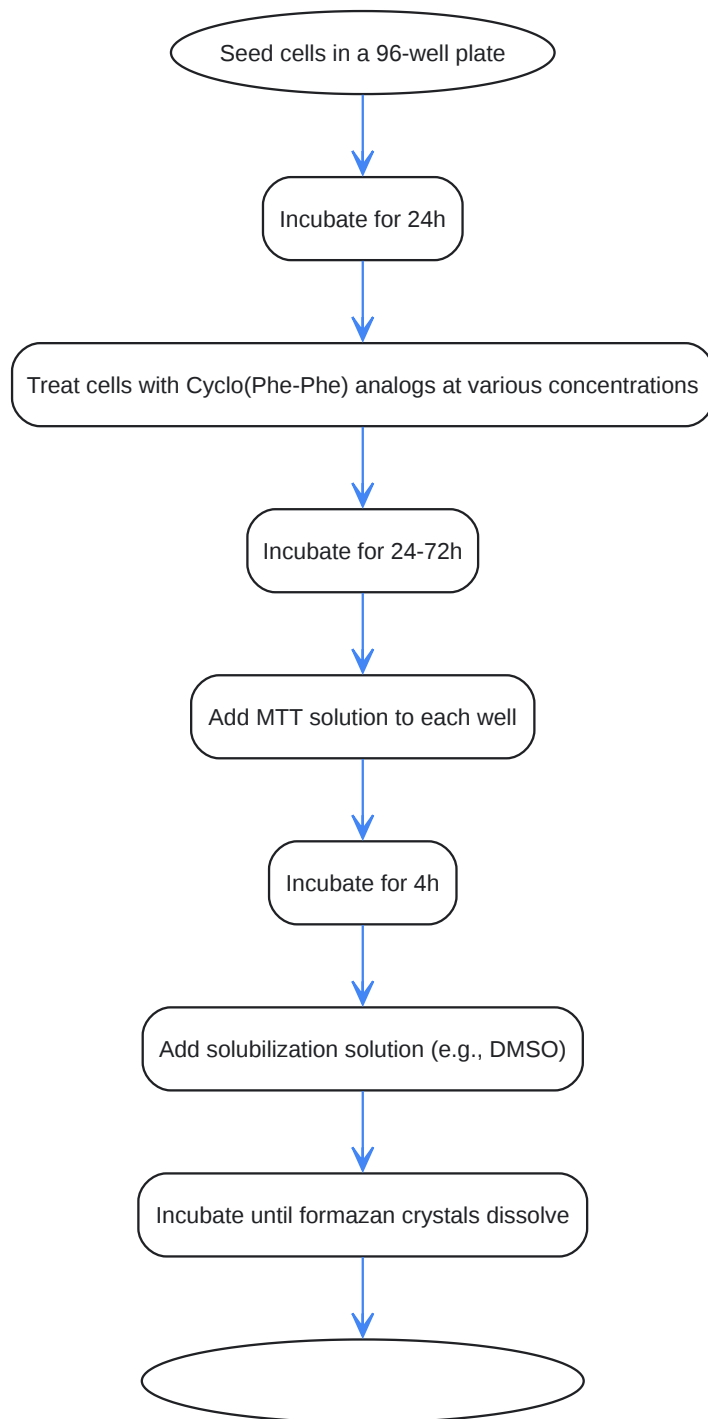 Seed cells in a 96-well plate
Incubate for 24h
Treat cells with Cyclo(Phe-Phe) analogs at various concentrations
Incubate for 24-72h
Add MTT solution to each well
Incubate for 4h
Add solubilization solution (e.g., DMSO)
Incubate until formazan crystals dissolve